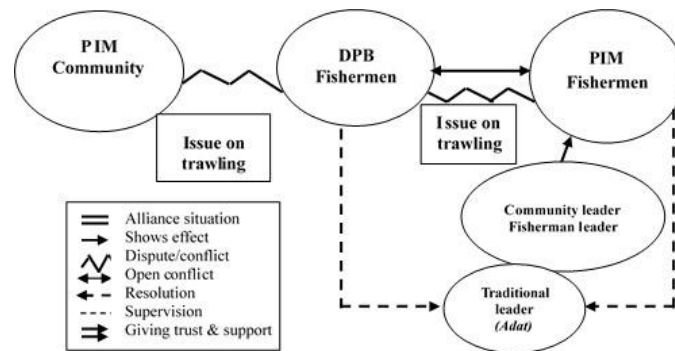 PIM
Community
DPB
Fishermen
PIM
Fishermen
Issue on
trawling
Issue on
trawling
Community leader
Fisherman leader
Traditional
leader
(Adat)
Alliance situation
Shows effect
Dispute/conflict
Open conflict
Resolution
Supervision
Giving trust & support